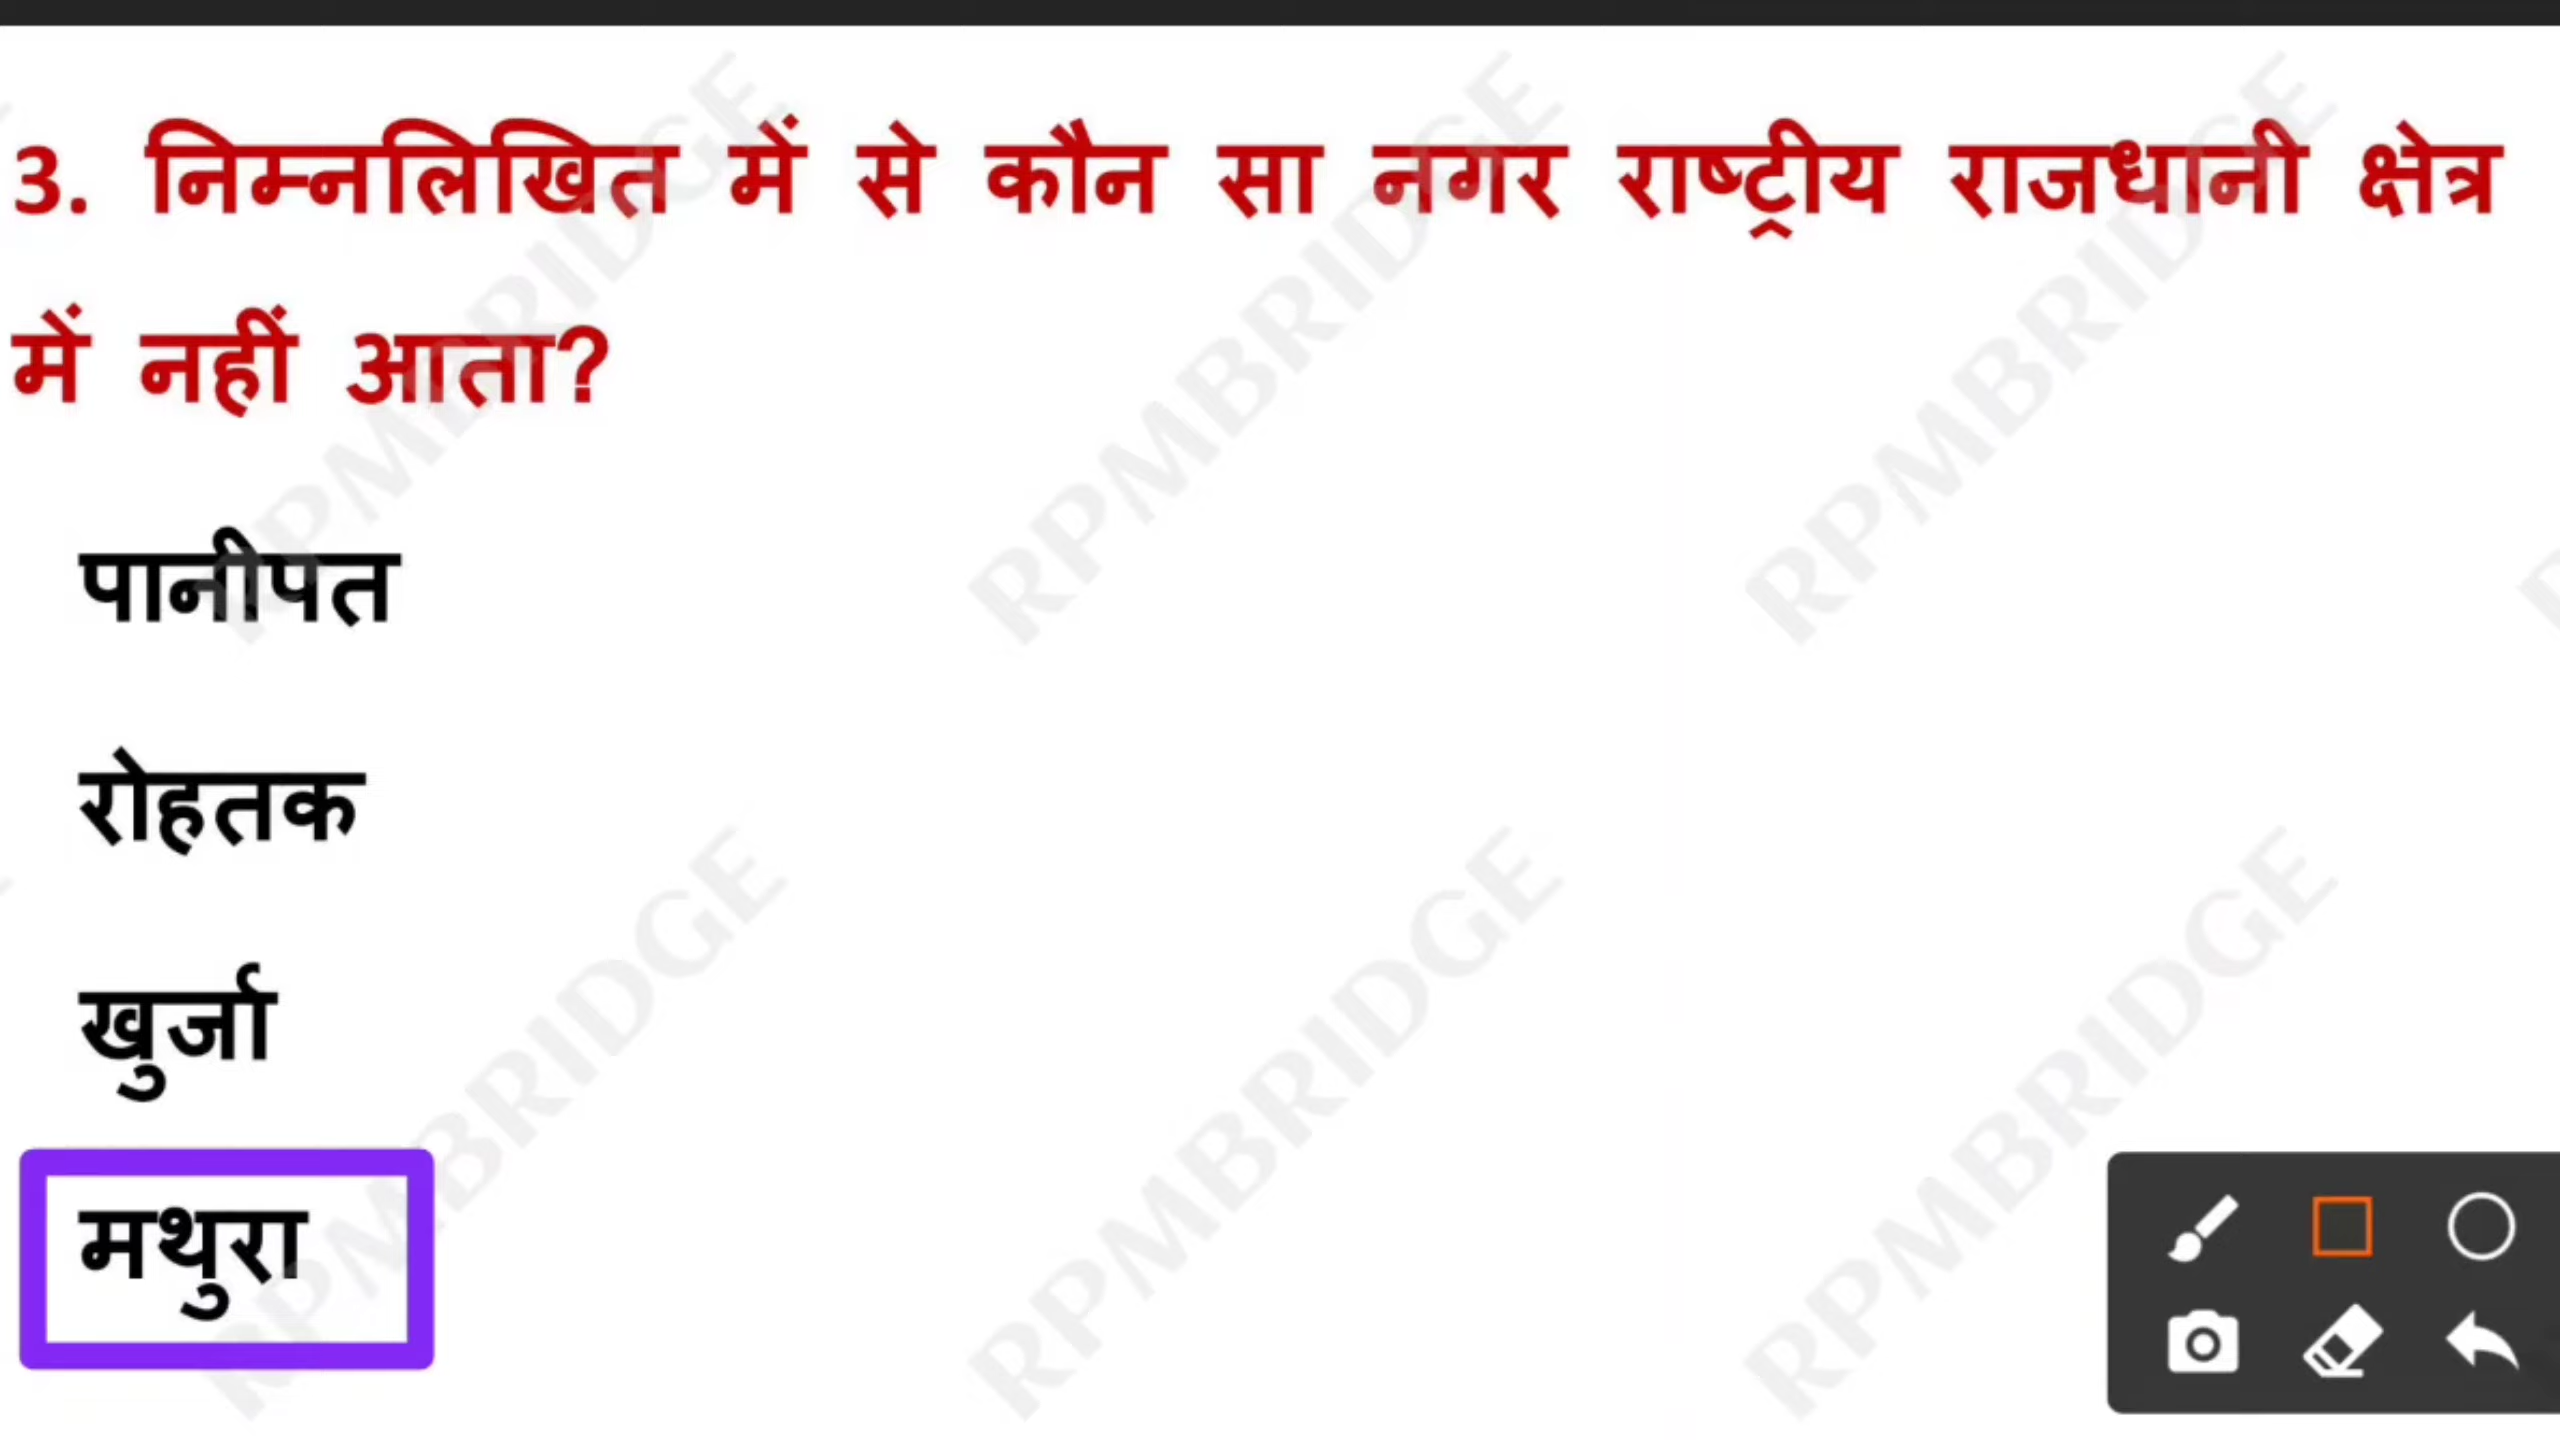 3. निम्नलिखित में से कौन सा नगर राष्ट्रीय राजधानी क्षेत्र
में नहीं आता?
पानीपत
रोहतक
खुर्जा
मथुरा
RPMBRIDGE
RPMBRIDGE
RPMBRIDGE
RPMBRIDGE
RPMBRIDGE
RPMBRIDGE